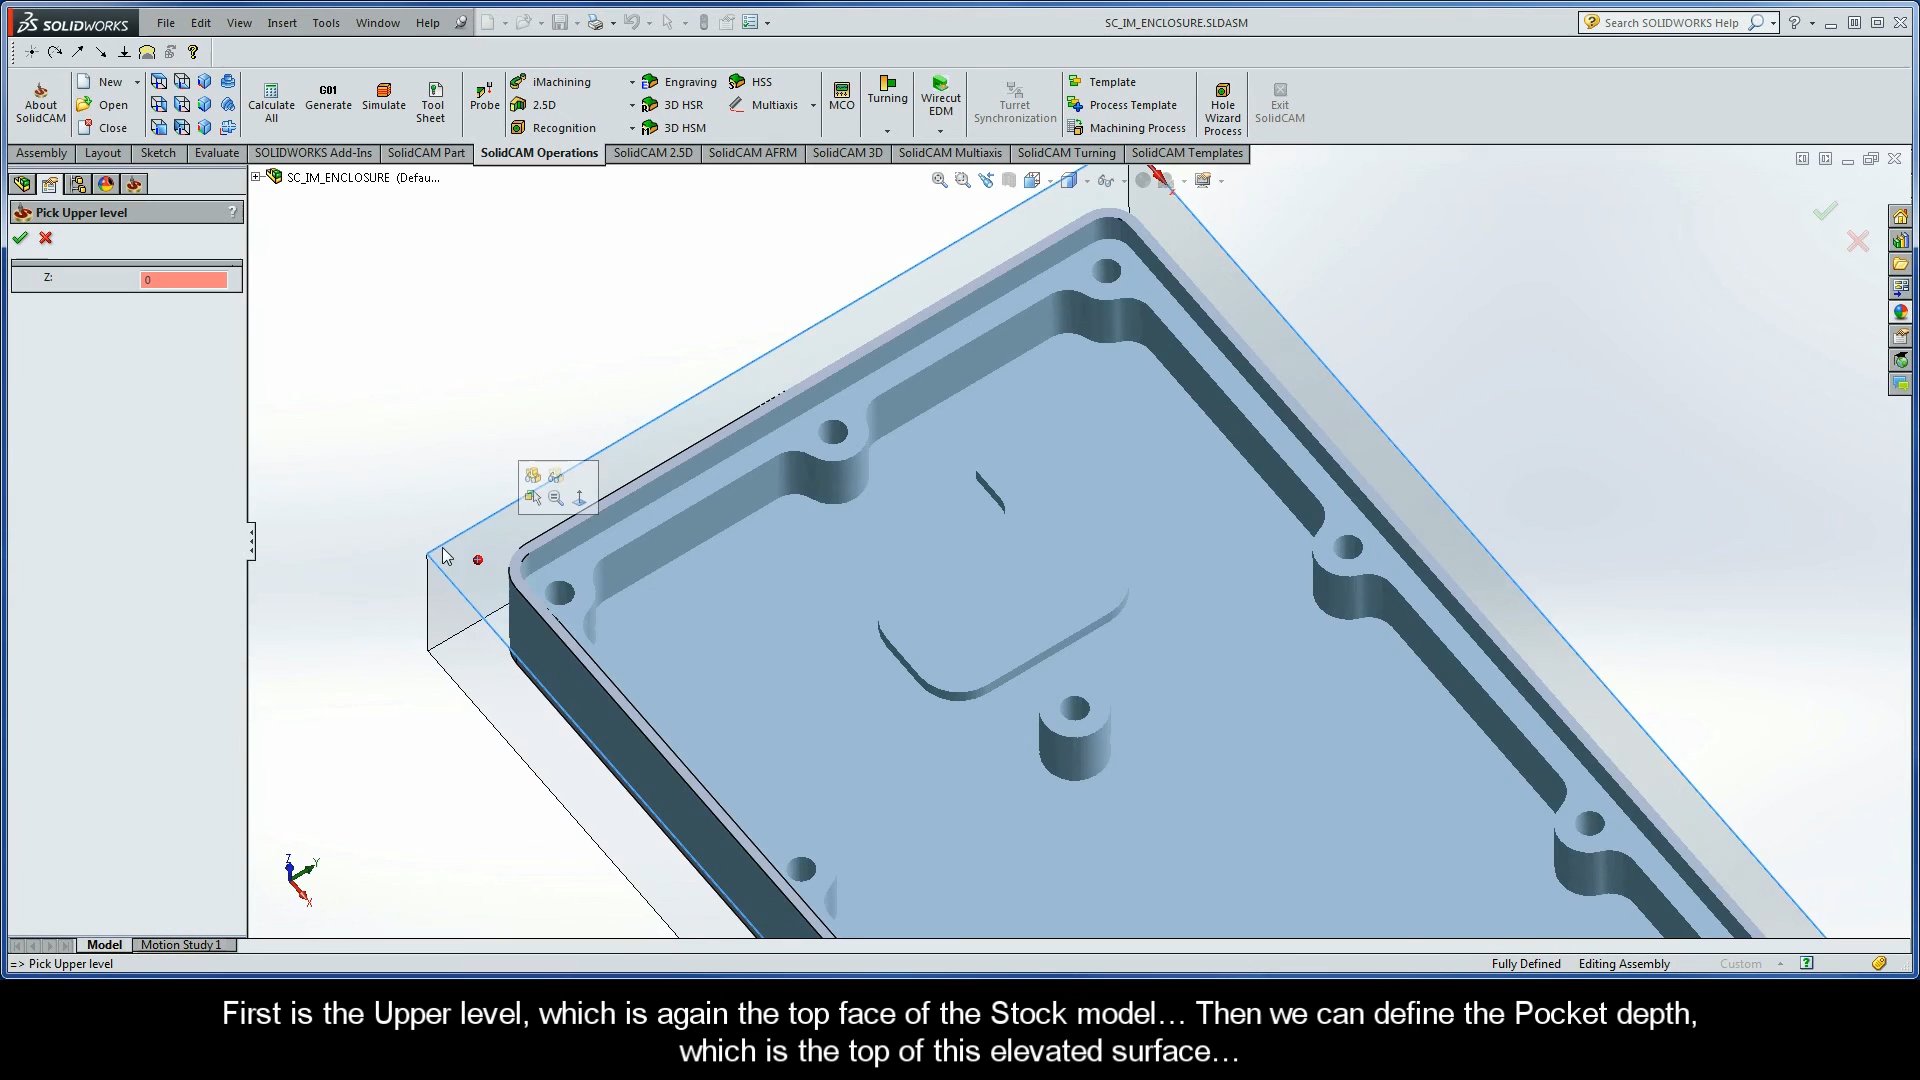 SOLIDWORKS File Edit View Insert Tools Window Help SC_IM_ENCLOSURE.SLDASM Search SOLIDWORKS Help
About SolidCAM
New
Open
Close
Calculate All
G01
Generate
Simulate
Tool Sheet
Probe
iMachining
2.5D
Recognition
Engraving
3D HSR
3D HSM
HSS
Multiaxis
MCO
Turning
Wirecut EDM
Turret Synchronization
Template
Process Template
Machining Process
Hole Wizard Process
Exit SolidCAM
Assembly Layout Sketch Evaluate SOLIDWORKS Add-Ins SolidCAM Part SolidCAM Operations SolidCAM 2.5D SolidCAM AFRM SolidCAM 3D SolidCAM Multiaxis SolidCAM Turning SolidCAM Templates
SC_IM_ENCLOSURE (Defau...
Pick Upper level ?
Z: 0
Z
Y
X
Model Motion Study 1
=> Pick Upper level Fully Defined Editing Assembly Custom
First is the Upper level, which is again the top face of the Stock model… Then we can define the Pocket depth,
which is the top of this elevated surface…